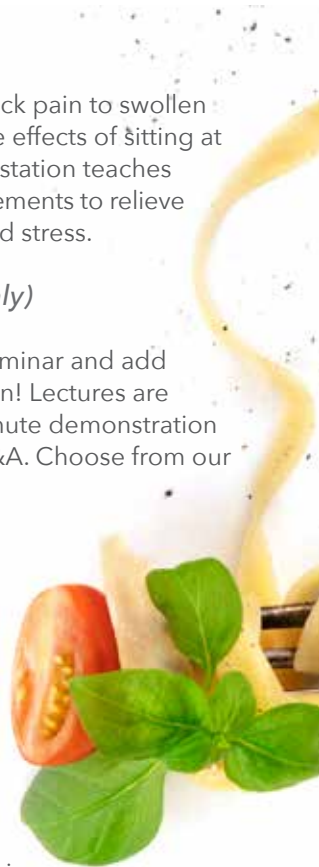 ck pain to swollen
e effects of sitting at
station teaches
ements to relieve
d stress.
ly)
minar and add
n! Lectures are
nute demonstration
&A. Choose from our